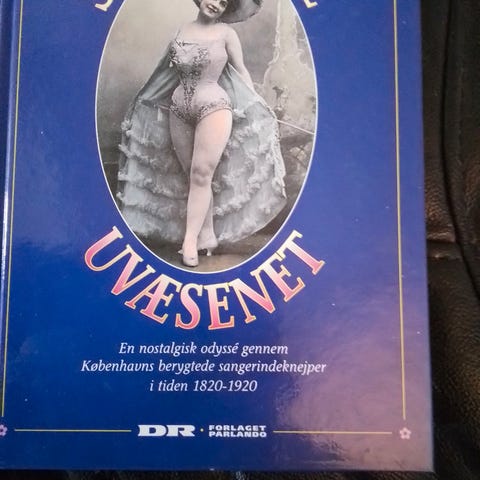 UVÆSENET
En nostalgisk odyssé gennem
Københavns berygtede sangerindeknejper
i tiden 1820-1920
DR · FORLAGET
PARLANDO